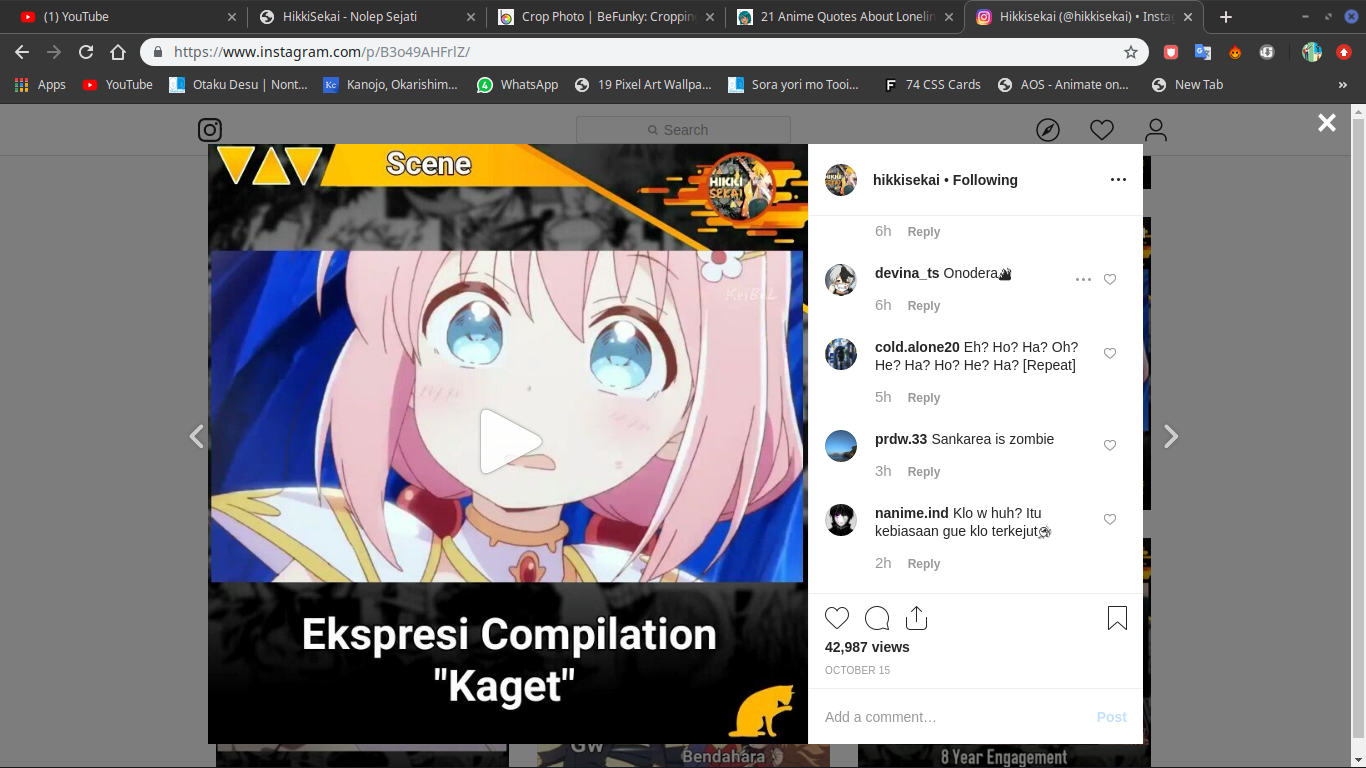 (1) YouTube
HikkiSekai - Nolep Sejati
Crop Photo | BeFunky: Cropping
21 Anime Quotes About Lonelin
Hikkisekai (@hikkisekai) • Insta
https://www.instagram.com/p/B3o49AHFrlZ/
Apps
YouTube
Otaku Desu | Nont...
Kc
Kanojo, Okarishim...
4
WhatsApp
19 Pixel Art Wallpa...
Sora yori mo Tooi...
F
74 CSS Cards
AOS - Animate on...
New Tab
»
Search
Scene
HIKKI
SEKAI
KeiBeL
Ekspresi Compilation
"Kaget"
hikkisekai • Following
6h Reply
devina_ts Onodera
6h Reply
cold.alone20 Eh? Ho? Ha? Oh?
He? Ha? Ho? He? Ha? [Repeat]
5h Reply
prdw.33 Sankarea is zombie
3h Reply
nanime.ind Klo w huh? Itu
kebiasaan gue klo terkejut
2h Reply
42,987 views
OCTOBER 15
Add a comment…
Post
GW
Bendahara
8 Year Engagement